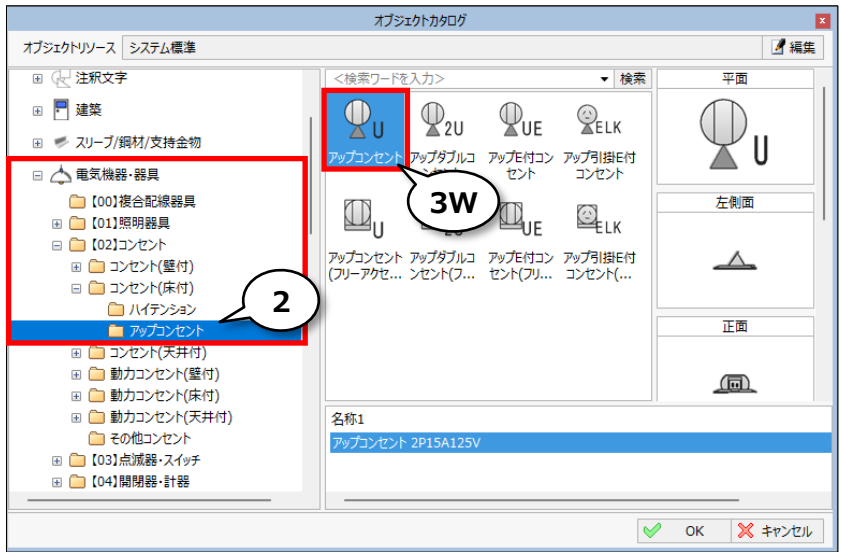 オブジェクトカタログ
オブジェクトリソース システム標準 編集
注釈文字
建築
スリーブ/鋼材/支持金物
電気機器・器具
【00】複合配線器具
【01】照明器具
【02】コンセント
コンセント(壁付)
コンセント(床付)
ハイテンション
アップコンセント
コンセント(天井付)
動力コンセント(壁付)
動力コンセント(床付)
動力コンセント(天井付)
その他コンセント
【03】点滅器・スイッチ
【04】開閉器・計器
2
<検索ワードを入力> 検索
U 2U UE ELK
アップコンセント アップダブルコンセント アップE付コンセント アップ引掛E付コンセント
3W
U 2U UE ELK
アップコンセント アップダブルコ アップE付コン アップ引掛E付
(フリーアクセ... ンセント(フ... セント(フリ... コンセント(...
平面
U
左側面
正面
名称1
アップコンセント 2P15A125V
OK キャンセル